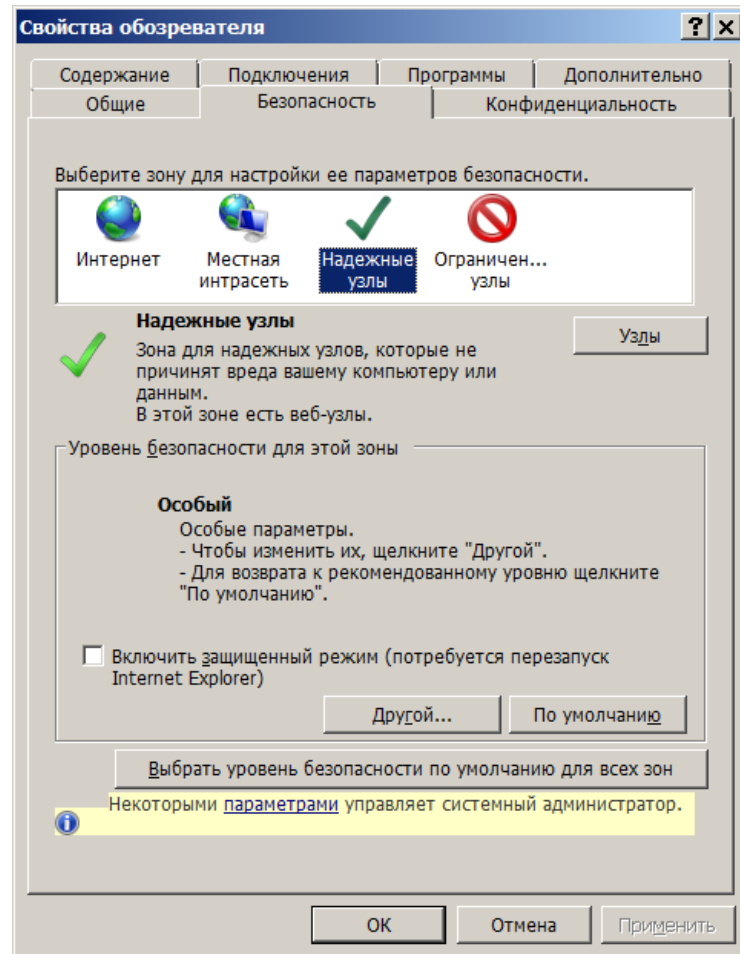 Свойства обозревателя
Содержание Подключения Программы Дополнительно
Общие Безопасность Конфиденциальность
Выберите зону для настройки ее параметров безопасности.
Интернет Местная интрасеть Надежные узлы Ограничен... узлы
Надежные узлы
Узлы
Зона для надежных узлов, которые не
причинят вреда вашему компьютеру или
данным.
В этой зоне есть веб-узлы.
Уровень безопасности для этой зоны
Особый
Особые параметры.
- Чтобы изменить их, щелкните "Другой".
- Для возврата к рекомендованному уровню щелкните
"По умолчанию".
Включить защищенный режим (потребуется перезапуск
Internet Explorer)
Другой... По умолчанию
Выбрать уровень безопасности по умолчанию для всех зон
Некоторыми параметрами управляет системный администратор.
ОК Отмена Применить